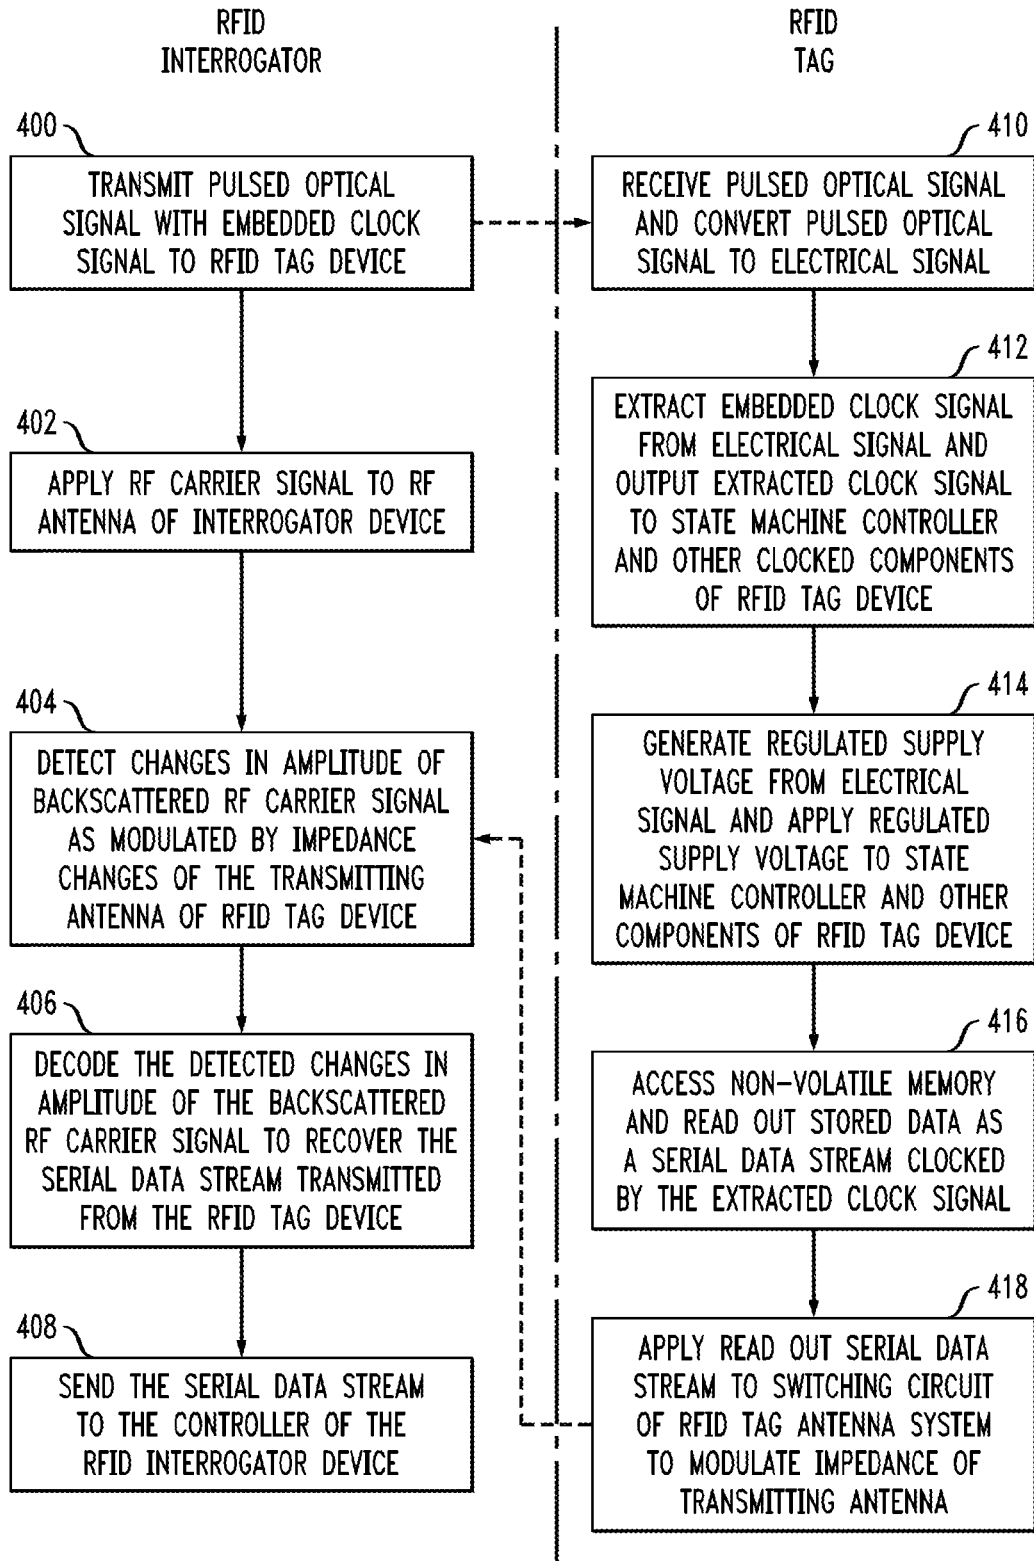 RFID
INTERROGATOR
RFID
TAG
400
TRANSMIT PULSED OPTICAL
SIGNAL WITH EMBEDDED CLOCK
SIGNAL TO RFID TAG DEVICE
402
APPLY RF CARRIER SIGNAL TO RF
ANTENNA OF INTERROGATOR DEVICE
404
DETECT CHANGES IN AMPLITUDE OF
BACKSCATTERED RF CARRIER SIGNAL
AS MODULATED BY IMPEDANCE
CHANGES OF THE TRANSMITTING
ANTENNA OF RFID TAG DEVICE
406
DECODE THE DETECTED CHANGES IN
AMPLITUDE OF THE BACKSCATTERED
RF CARRIER SIGNAL TO RECOVER THE
SERIAL DATA STREAM TRANSMITTED
FROM THE RFID TAG DEVICE
408
SEND THE SERIAL DATA STREAM
TO THE CONTROLLER OF THE
RFID INTERROGATOR DEVICE
410
RECEIVE PULSED OPTICAL SIGNAL
AND CONVERT PULSED OPTICAL
SIGNAL TO ELECTRICAL SIGNAL
412
EXTRACT EMBEDDED CLOCK SIGNAL
FROM ELECTRICAL SIGNAL AND
OUTPUT EXTRACTED CLOCK SIGNAL
TO STATE MACHINE CONTROLLER
AND OTHER CLOCKED COMPONENTS
OF RFID TAG DEVICE
414
GENERATE REGULATED SUPPLY
VOLTAGE FROM ELECTRICAL
SIGNAL AND APPLY REGULATED
SUPPLY VOLTAGE TO STATE
MACHINE CONTROLLER AND OTHER
COMPONENTS OF RFID TAG DEVICE
416
ACCESS NON-VOLATILE MEMORY
AND READ OUT STORED DATA AS
A SERIAL DATA STREAM CLOCKED
BY THE EXTRACTED CLOCK SIGNAL
418
APPLY READ OUT SERIAL DATA
STREAM TO SWITCHING CIRCUIT
OF RFID TAG ANTENNA SYSTEM
TO MODULATE IMPEDANCE OF
TRANSMITTING ANTENNA